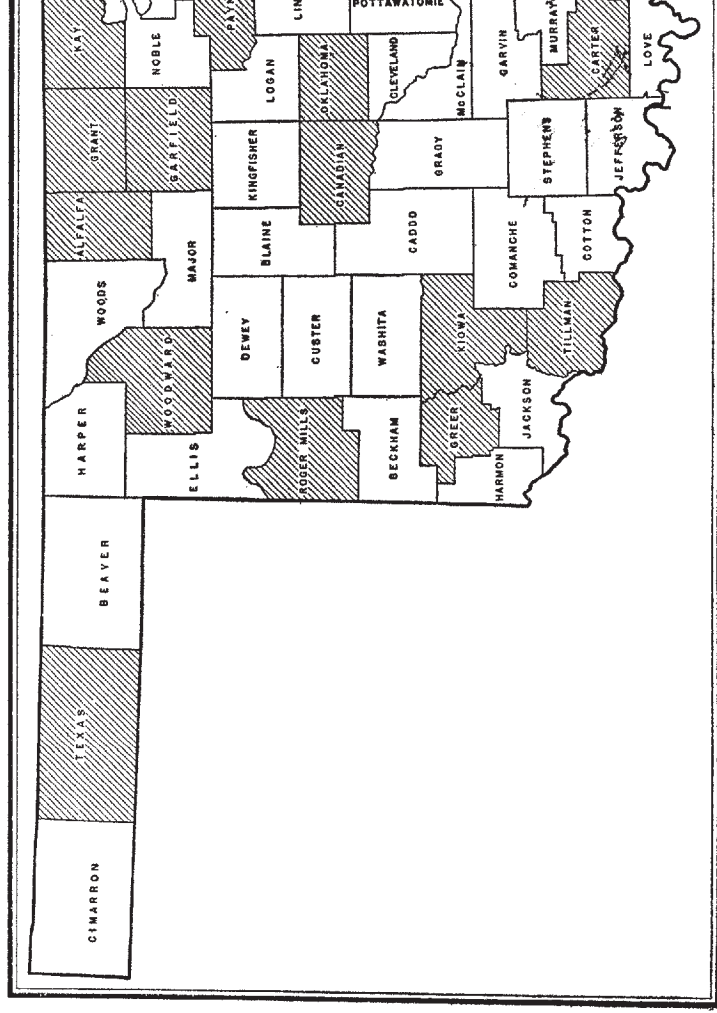 CIMARRON
TEXAS
BEAVER
HARPER
ELLIS
WOODWARD
WOODS
ALFALFA
MAJOR
GRANT
GARFIELD
KAY
NOBLE
PAYN
ROGER MILLS
DEWEY
CUSTER
BLAINE
KINGFISHER
LOGAN
LIN
CANADIAN
OKLAHOMA
BECKHAM
WASHITA
CADDO
GRADY
CLEVELAND
POTTAWATOMIE
McCLAIN
HARMON
GREER
KIOWA
JACKSON
TILLMAN
COMANCHE
COTTON
STEPHENS
JEFFERSON
GARVIN
MURRAY
CARTER
LOVE